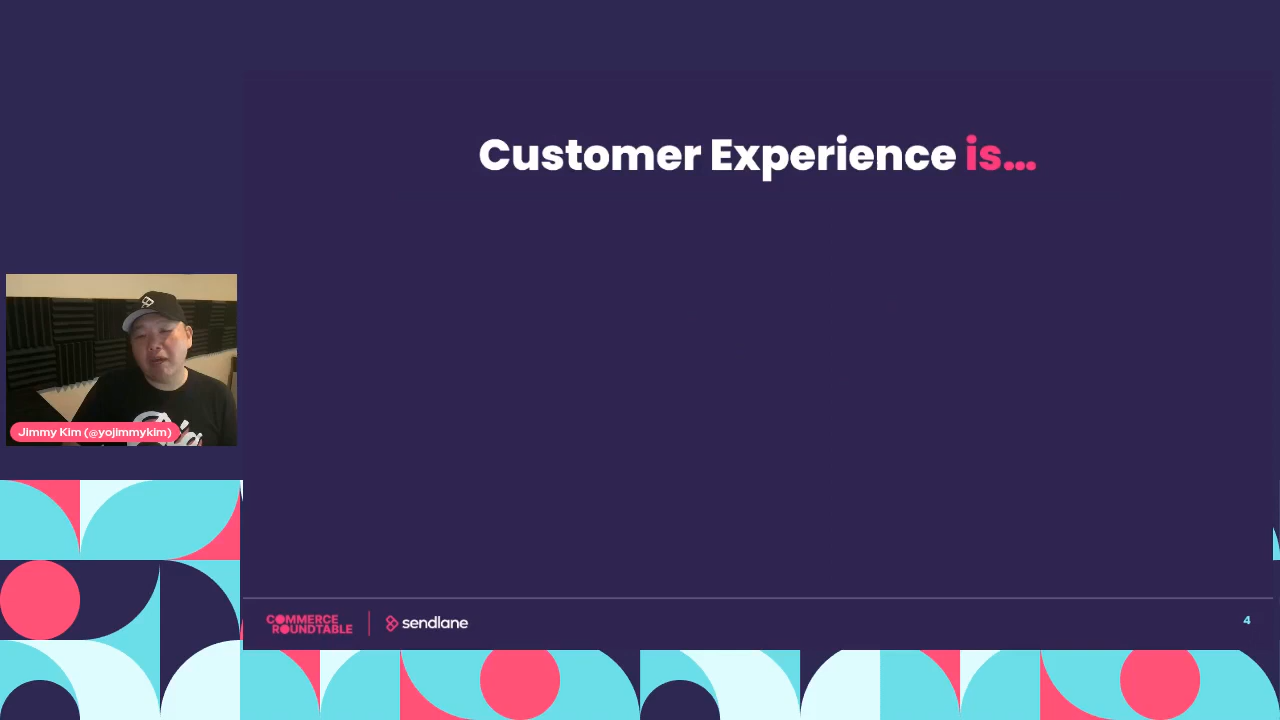 Customer Experience is...
Jimmy Kim (@yojimmykim)
COMMERCE
ROUNDTABLE
sendlane
4